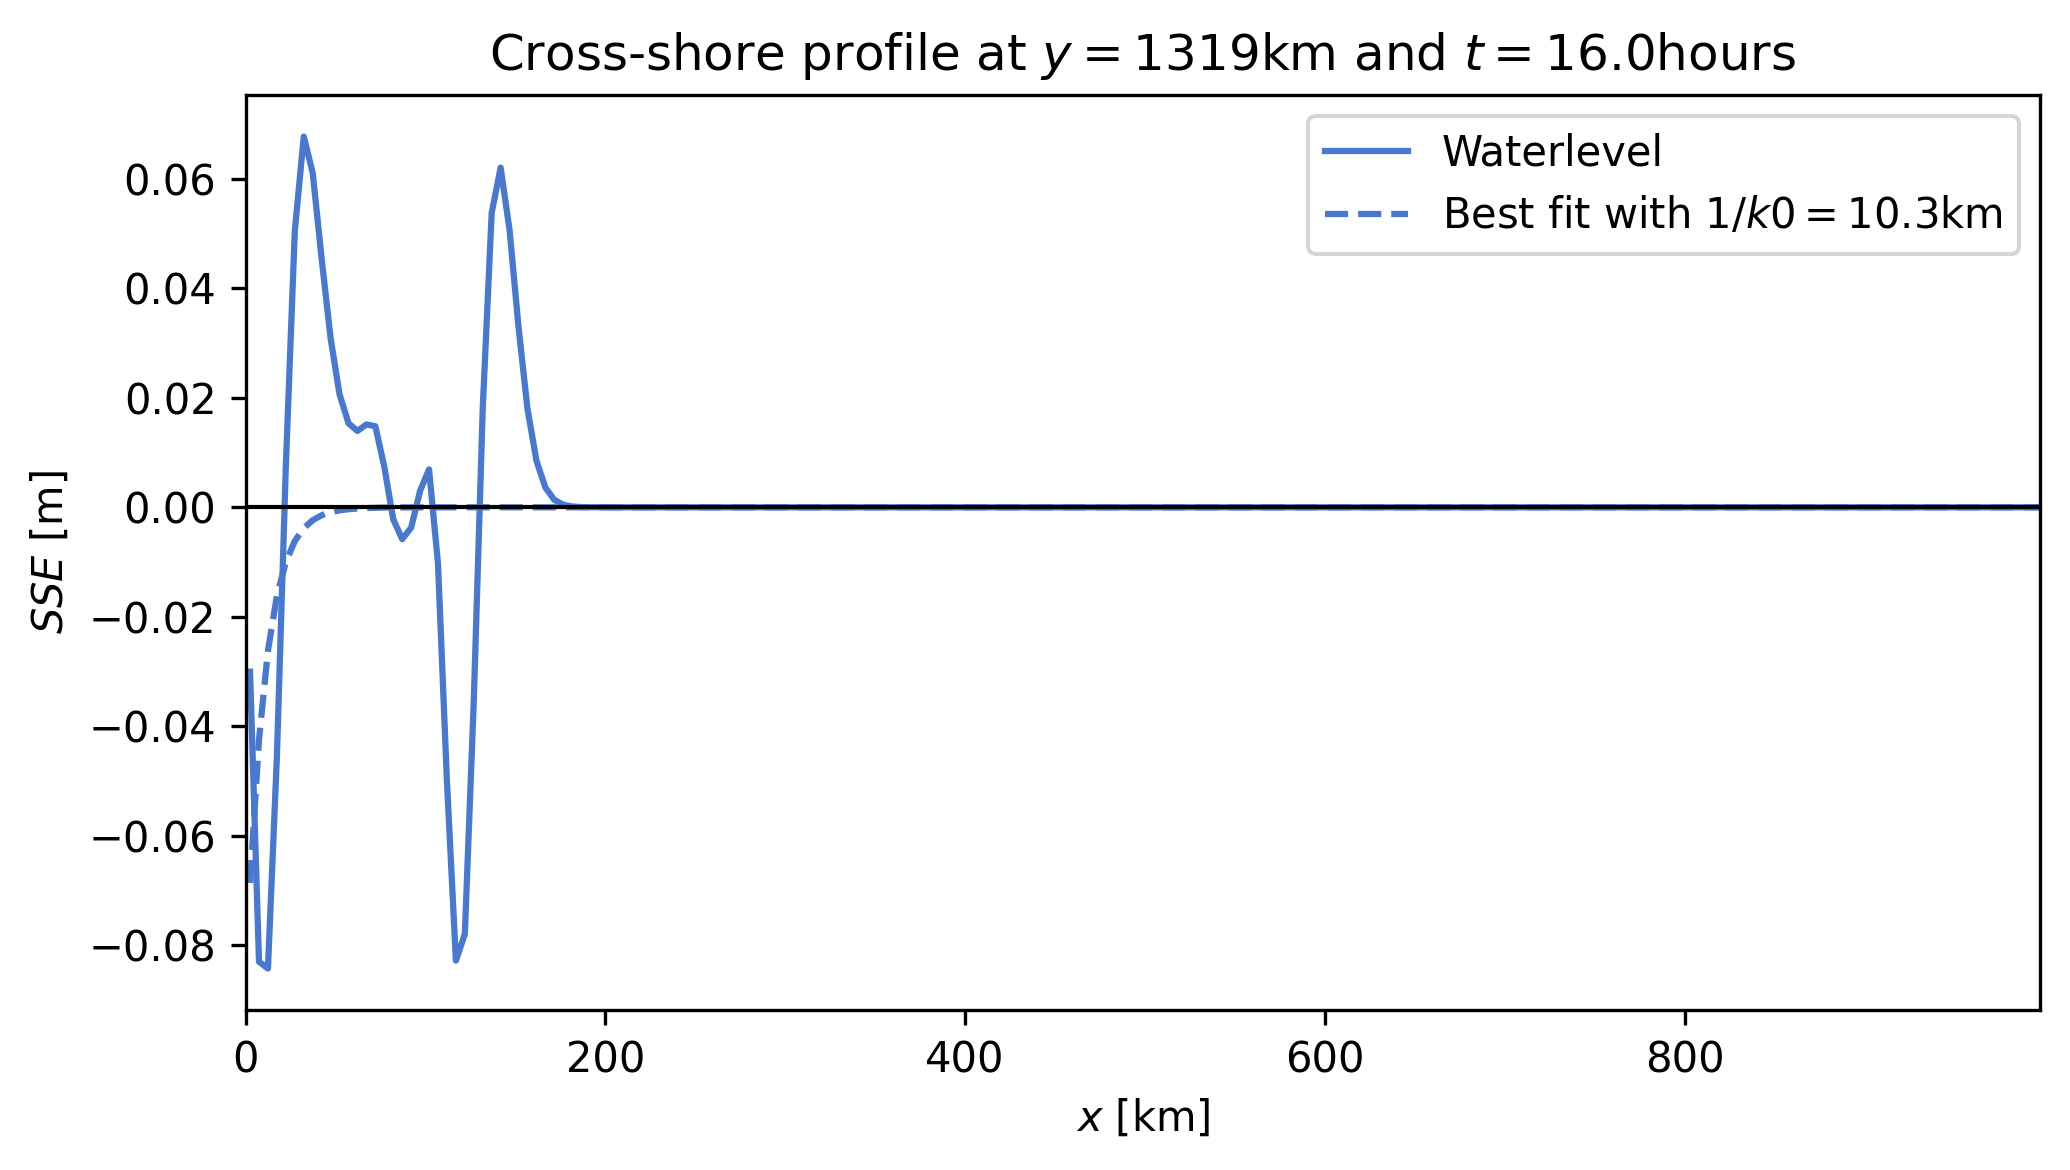 Cross-shore profile at y = 1319km and t = 16.0hours
Waterlevel
Best fit with 1/k0 = 10.3km
0.06
0.04
0.02
0.00
−0.02
−0.04
−0.06
−0.08
SSE [m]
0 200 400 600 800
x [km]